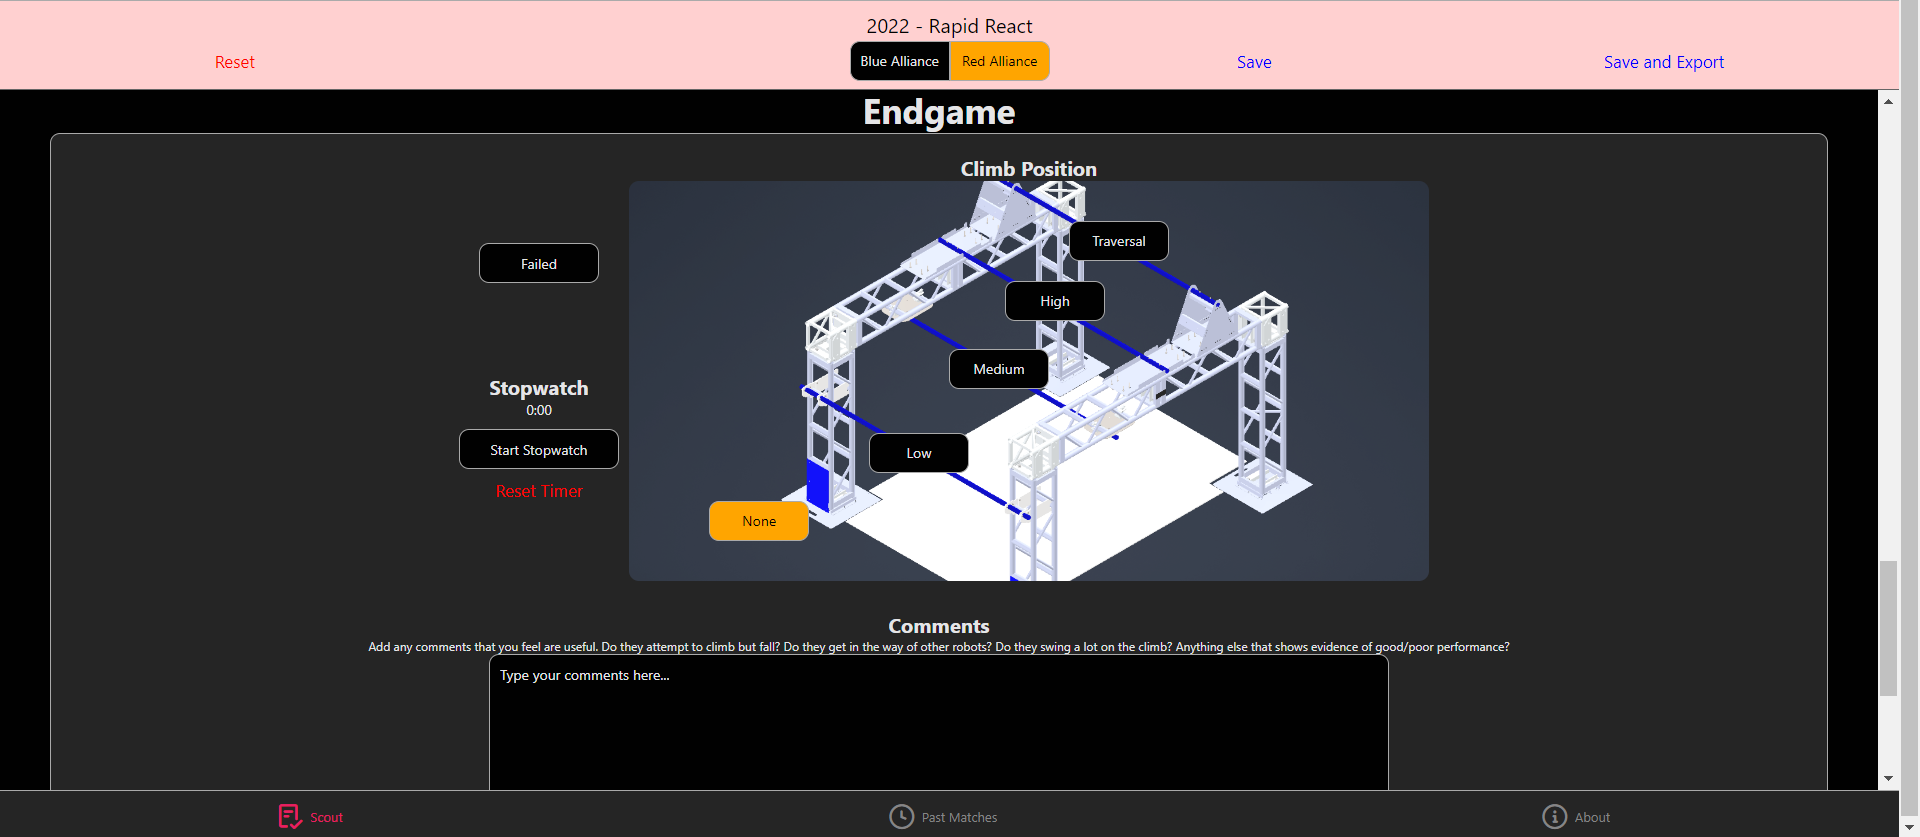 2022 - Rapid React
Reset
Blue Alliance
Red Alliance
Save
Save and Export
Endgame
Climb Position
Failed
Traversal
High
Medium
Low
None
Stopwatch
0:00
Start Stopwatch
Reset Timer
Comments
Add any comments that you feel are useful. Do they attempt to climb but fall? Do they get in the way of other robots? Do they swing a lot on the climb? Anything else that shows evidence of good/poor performance?
Type your comments here...
Scout
Past Matches
About